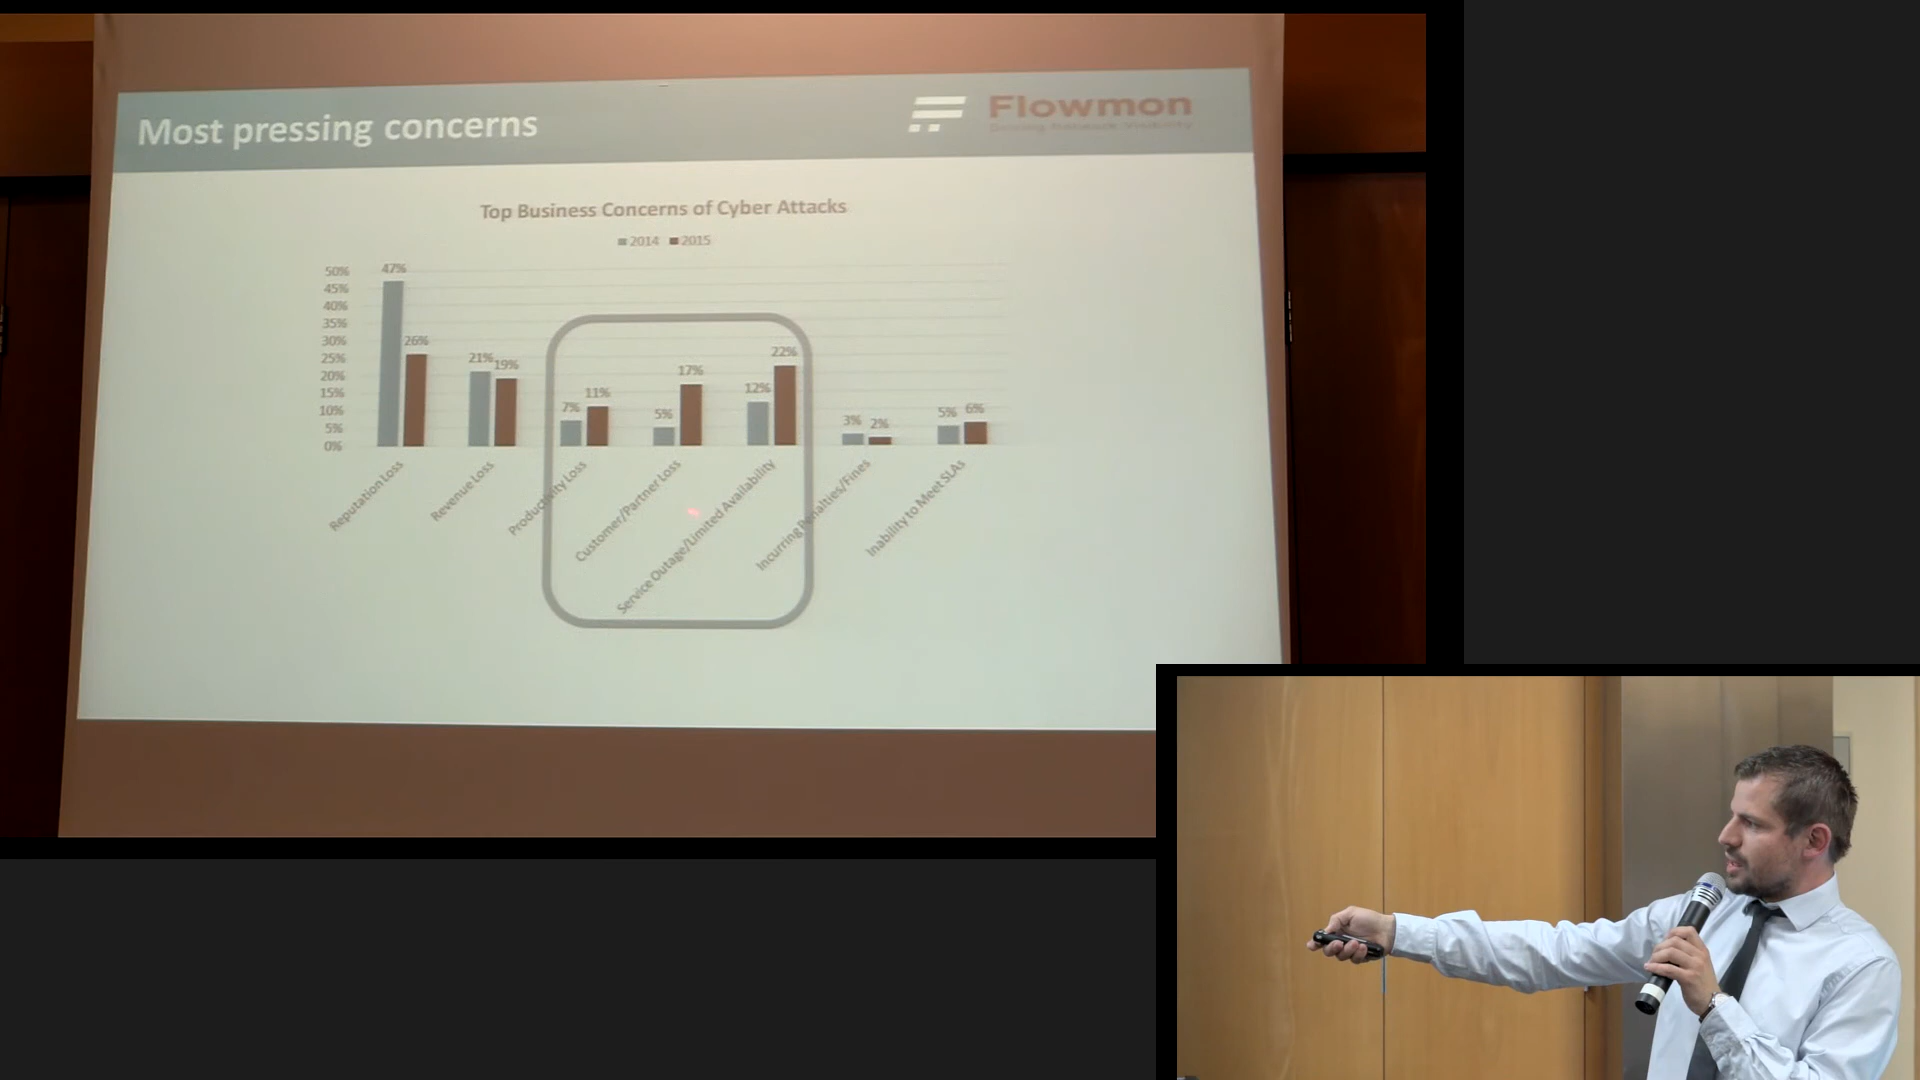 Most pressing concerns
Flowmon
Driving Network Visibility
Top Business Concerns of Cyber Attacks
2014 2015
50%
45%
40%
35%
30%
25%
20%
15%
10%
5%
0%
47% 26%
21% 19%
7% 11%
5% 17%
12% 22%
3% 2%
5% 6%
Reputation Loss
Revenue Loss
Productivity Loss
Customer/Partner Loss
Service Outage/Limited Availability
Incurring Penalties/Fines
Inability to Meet SLAs